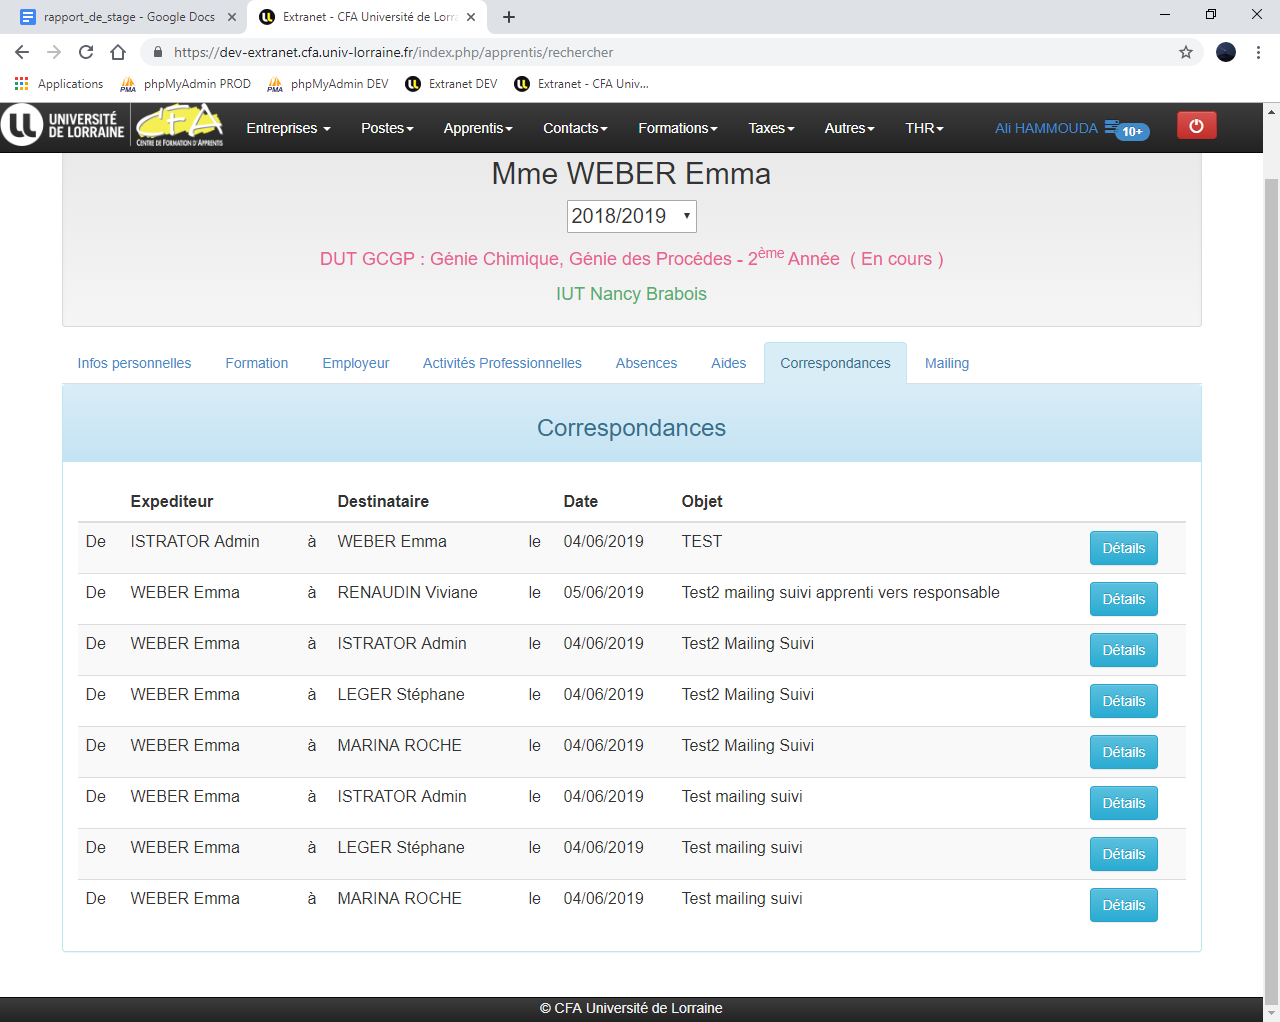 rapport_de_stage - Google Docs
Extranet - CFA Université de Lorra
https://dev-extranet.cfa.univ-lorraine.fr/index.php/apprentis/rechercher
Applications phpMyAdmin PROD phpMyAdmin DEV Extranet DEV Extranet - CFA Univ...
UNIVERSITÉ
DE LORRAINE
CFA
CENTRE DE FORMATION D'APPRENTIS
Entreprises Postes Apprentis Contacts Formations Taxes Autres THR Ali HAMMOUDA 10+
Mme WEBER Emma
2018/2019
DUT GCGP : Génie Chimique, Génie des Procédes - 2ème Année ( En cours )
IUT Nancy Brabois
Infos personnelles Formation Employeur Activités Professionnelles Absences Aides Correspondances Mailing
Correspondances
Expediteur Destinataire Date Objet
De ISTRATOR Admin à WEBER Emma le 04/06/2019 TEST Détails
De WEBER Emma à RENAUDIN Viviane le 05/06/2019 Test2 mailing suivi apprenti vers responsable Détails
De WEBER Emma à ISTRATOR Admin le 04/06/2019 Test2 Mailing Suivi Détails
De WEBER Emma à LEGER Stéphane le 04/06/2019 Test2 Mailing Suivi Détails
De WEBER Emma à MARINA ROCHE le 04/06/2019 Test2 Mailing Suivi Détails
De WEBER Emma à ISTRATOR Admin le 04/06/2019 Test mailing suivi Détails
De WEBER Emma à LEGER Stéphane le 04/06/2019 Test mailing suivi Détails
De WEBER Emma à MARINA ROCHE le 04/06/2019 Test mailing suivi Détails
© CFA Université de Lorraine